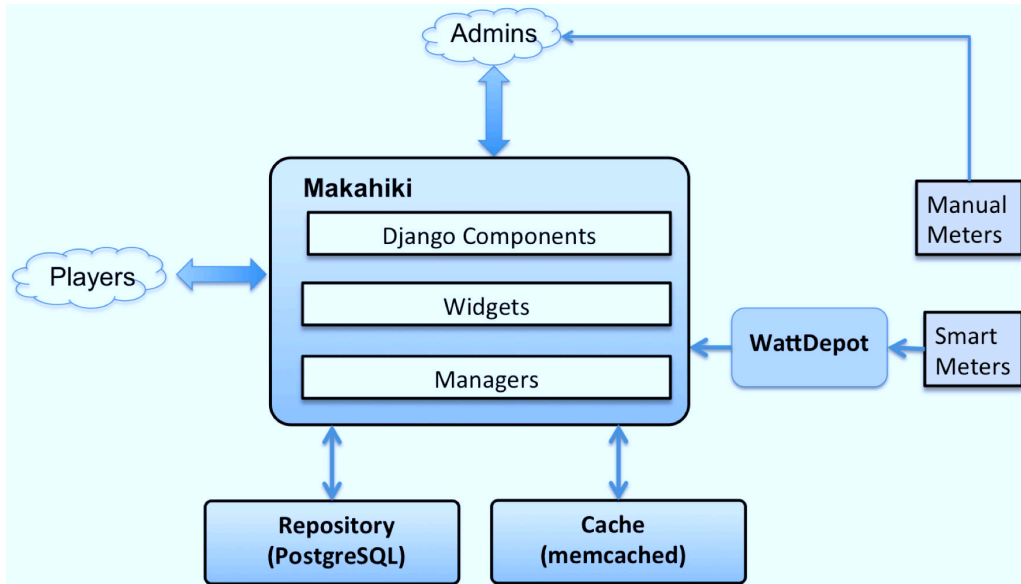 Admins
Makahiki
Django Components
Widgets
Managers
Players
Manual
Meters
WattDepot
Smart
Meters
Repository
(PostgreSQL)
Cache
(memcached)